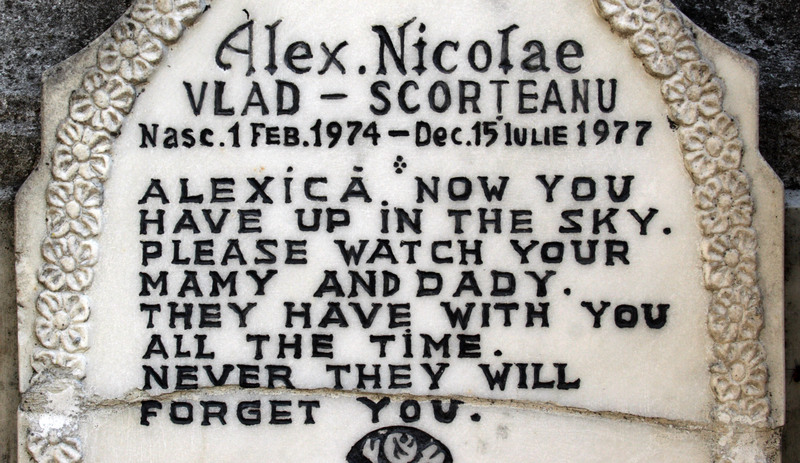 Alex. Nicolae
VLAD – SCORŢEANU
Nasc. 1 FEB. 1974 – Dec. 15 IULIE 1977
ALEXICĂ. NOW YOU
HAVE UP IN THE SKY.
PLEASE WATCH YOUR
MAMY AND DADY.
THEY HAVE WITH YOU
ALL THE TIME.
NEVER THEY WILL
FORGET YOU.